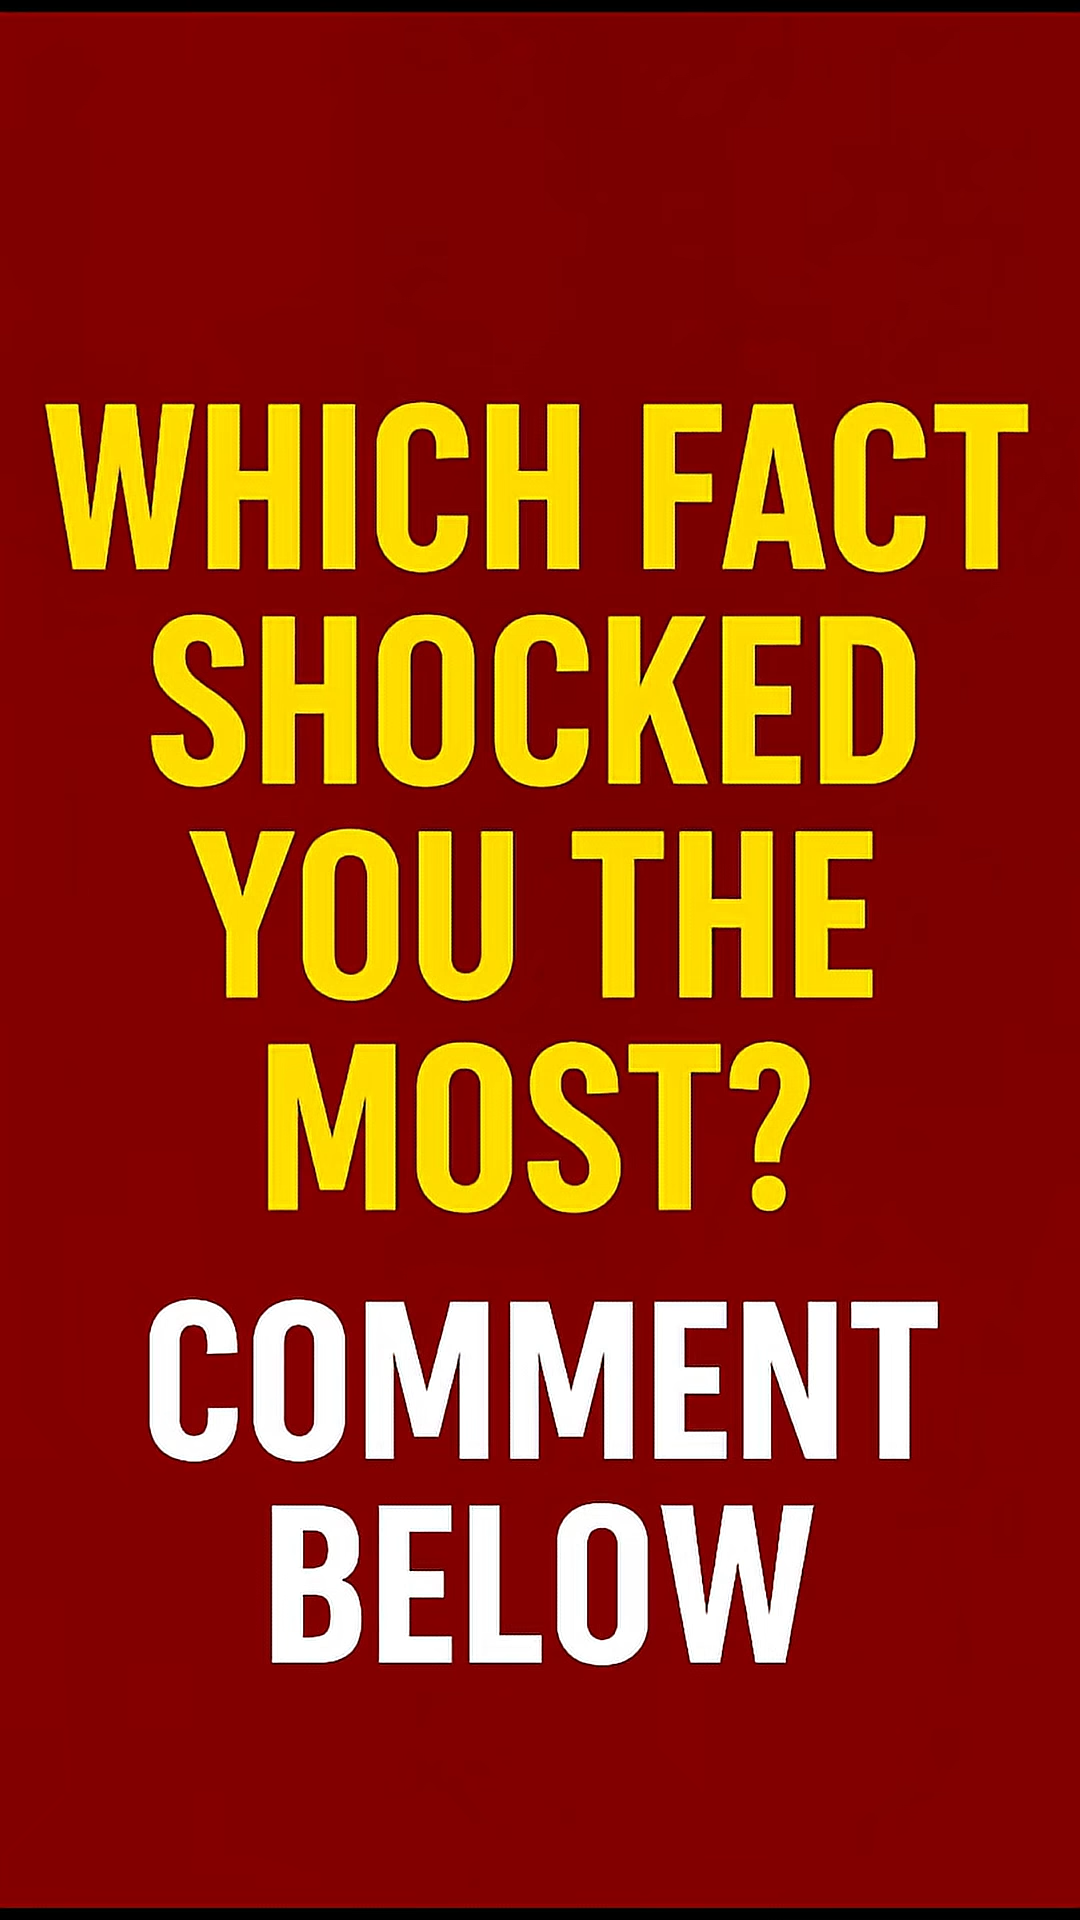 WHICH FACT
SHOCKED
YOU THE
MOST?
COMMENT
BELOW